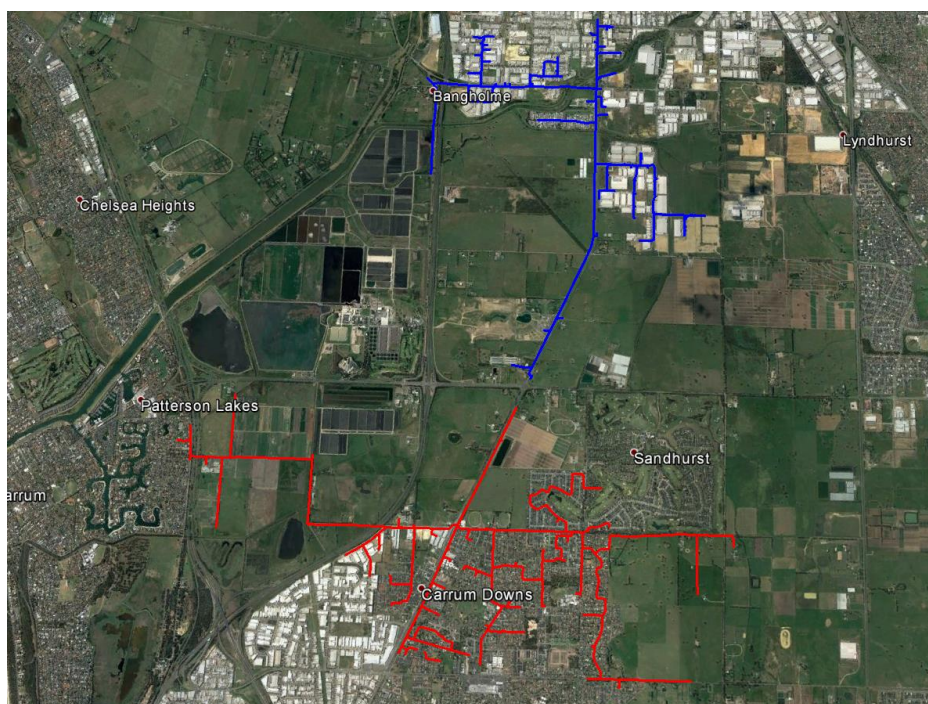 Bangholme
Lyndhurst
Chelsea Heights
Patterson Lakes
Sandhurst
arrum
Carrum Downs